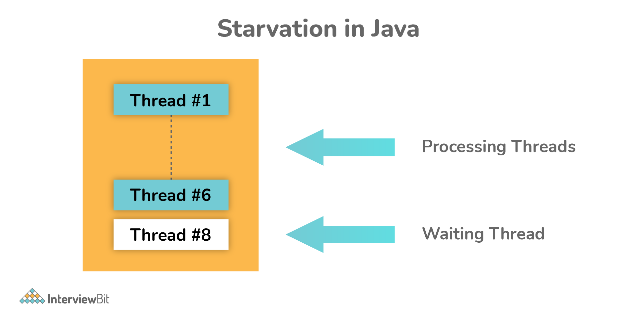 Starvation in Java
Thread #1
Processing Threads
Thread #6
Thread #8
Waiting Thread
InterviewBit